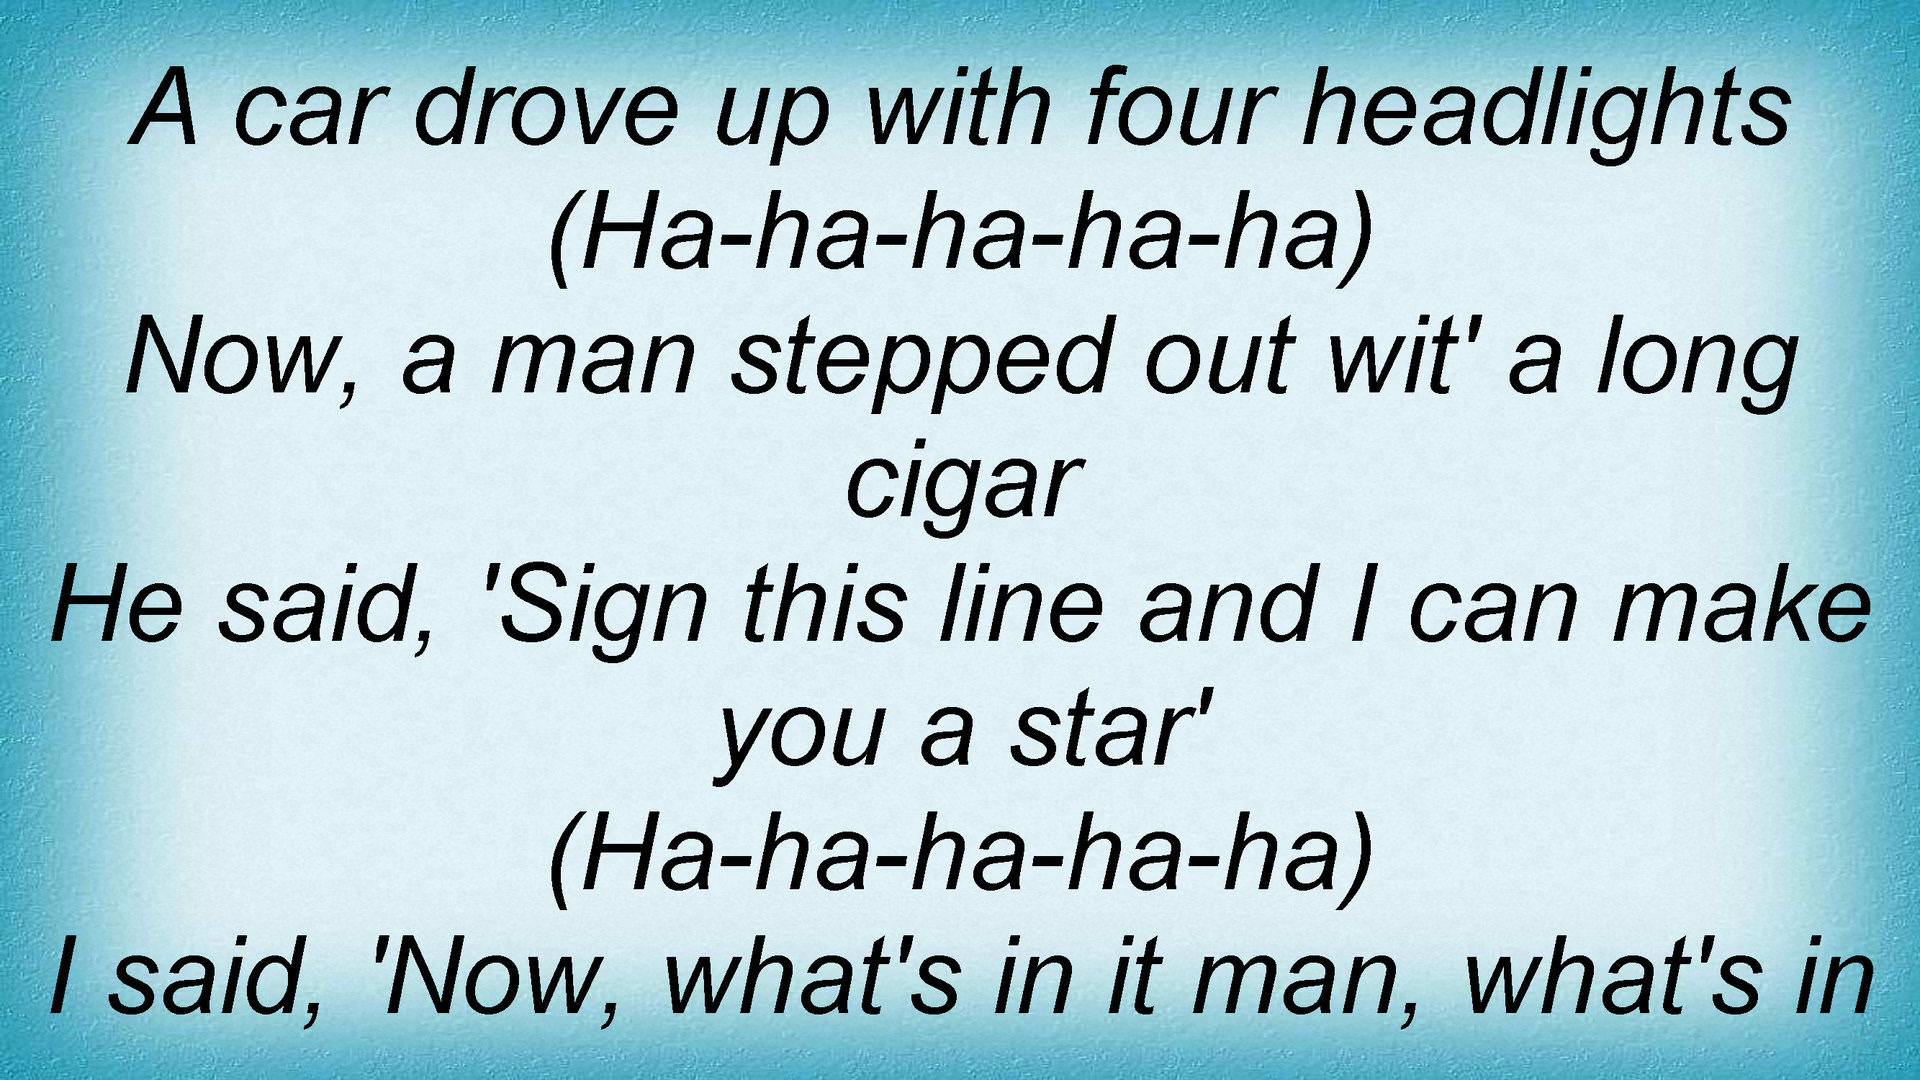 A car drove up with four headlights
(Ha-ha-ha-ha-ha)
Now, a man stepped out wit' a long
cigar
He said, 'Sign this line and I can make
you a star'
(Ha-ha-ha-ha-ha)
I said, 'Now, what's in it man, what's in